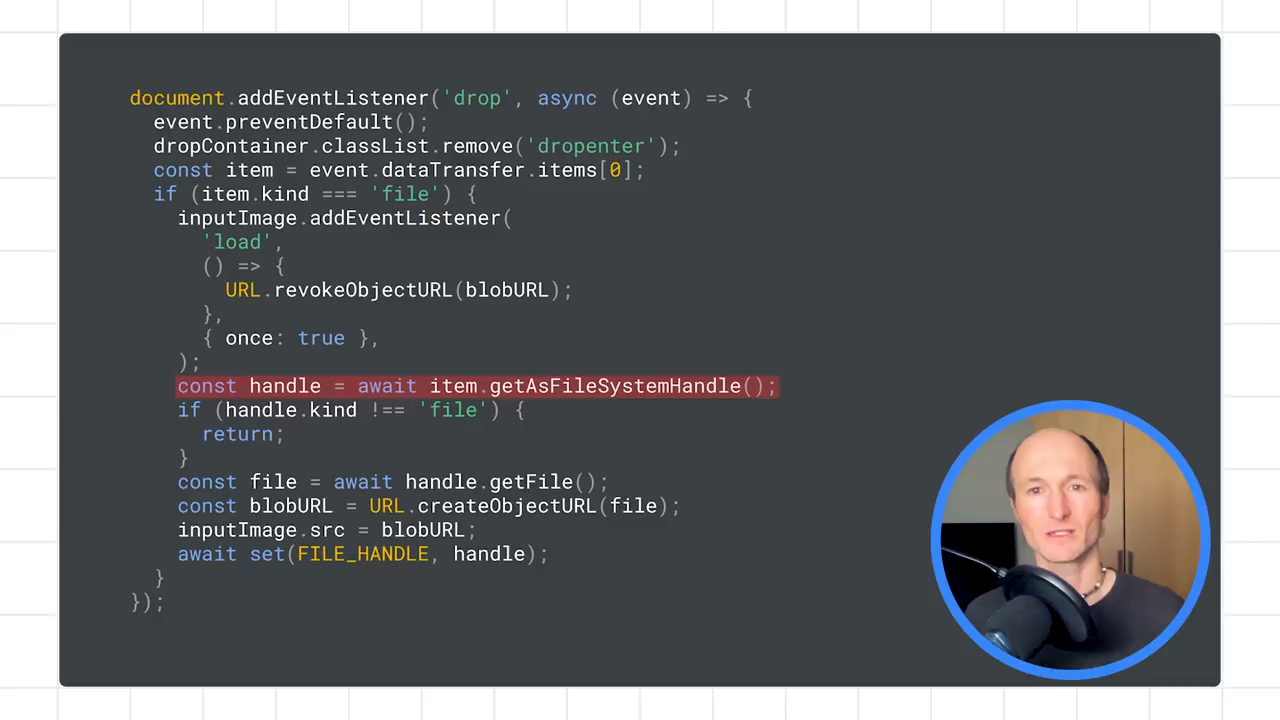 document.addEventListener('drop', async (event) => {
  event.preventDefault();
  dropContainer.classList.remove('dropenter');
  const item = event.dataTransfer.items[0];
  if (item.kind === 'file') {
    inputImage.addEventListener(
      'load',
      () => {
        URL.revokeObjectURL(blobURL);
      },
      { once: true },
    );
    const handle = await item.getAsFileSystemHandle();
    if (handle.kind !== 'file') {
      return;
    }
    const file = await handle.getFile();
    const blobURL = URL.createObjectURL(file);
    inputImage.src = blobURL;
    await set(FILE_HANDLE, handle);
  }
});